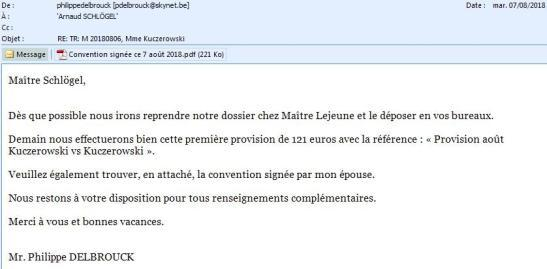 De : philippedelbrouck [pdelbrouck@skynet.be] Date : mar. 07/08/2018
À : 'Arnaud SCHLÖGEL'
Cc :
Objet : RE: TR: M 20180806, Mme Kuczerowski
Message Convention signée ce 7 août 2018.pdf (221 Ko)
Maître Schlögel,
Dès que possible nous irons reprendre notre dossier chez Maître Lejeune et le déposer en vos bureaux.
Demain nous effectuerons bien cette première provision de 121 euros avec la référence : « Provision août
Kuczerowski vs Kuczerowski ».
Veuillez également trouver, en attaché, la convention signée par mon épouse.
Nous restons à votre disposition pour tous renseignements complémentaires.
Merci à vous et bonnes vacances.
Mr. Philippe DELBROUCK